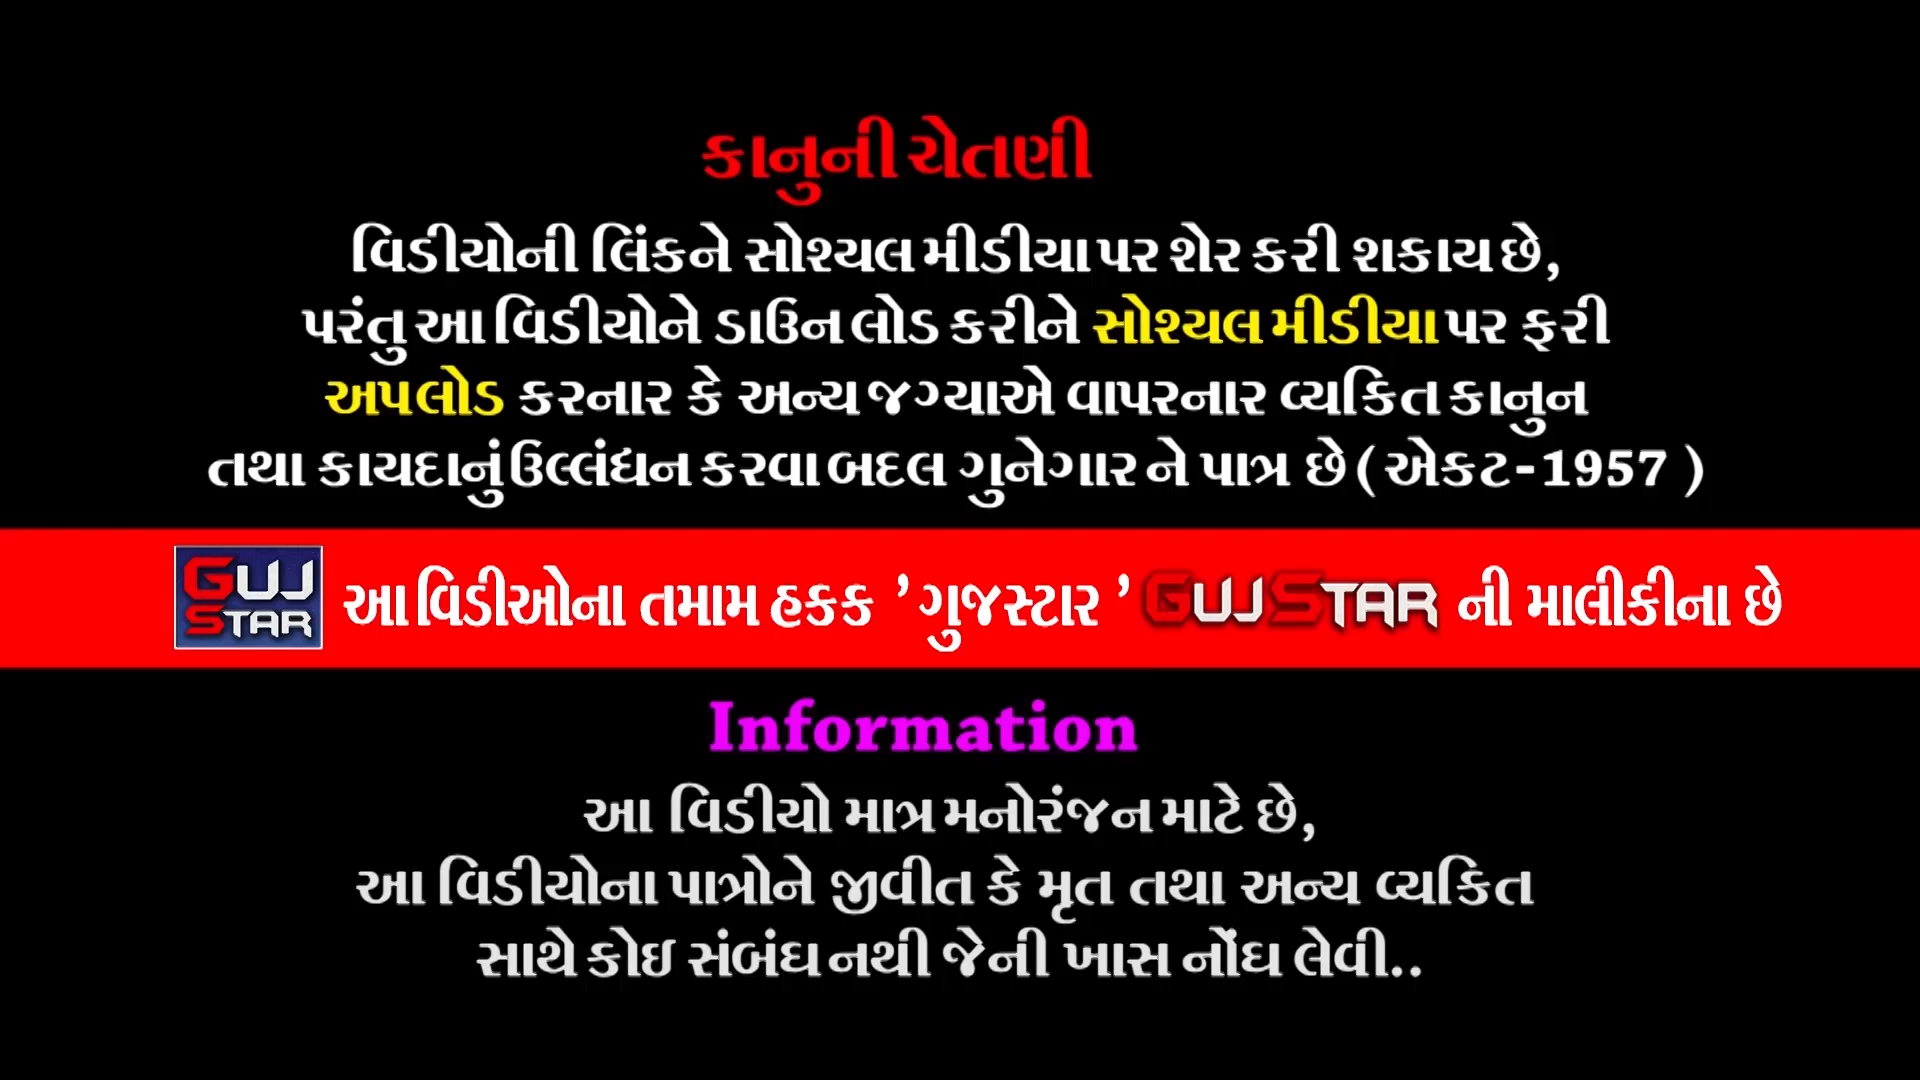 કાનુની ચેતણી
વિડીયોની લિંકને સોશ્યલ મીડીયા પર શેર કરી શકાય છે,
પરંતુ આ વિડીયોને ડાઉન લોડ કરીને સોશ્યલ મીડીયા પર ફરી
અપલોડ કરનાર કે અન્ય જગ્યાએ વાપરનાર વ્યકિત કાનુન
તથા કાયદાનું ઉલ્લંઘન કરવા બદલ ગુનેગાર ને પાત્ર છે ( એકટ-1957 )
GUJ STAR આ વિડીઓના તમામ હકક ’ ગુજસ્ટાર ’ GUJ STAR ની માલીકીના છે
Information
આ વિડીયો માત્ર મનોરંજન માટે છે,
આ વિડીયોના પાત્રોને જીવીત કે મૃત તથા અન્ય વ્યકિત
સાથે કોઇ સંબંઘ નથી જેની ખાસ નોંઘ લેવી..